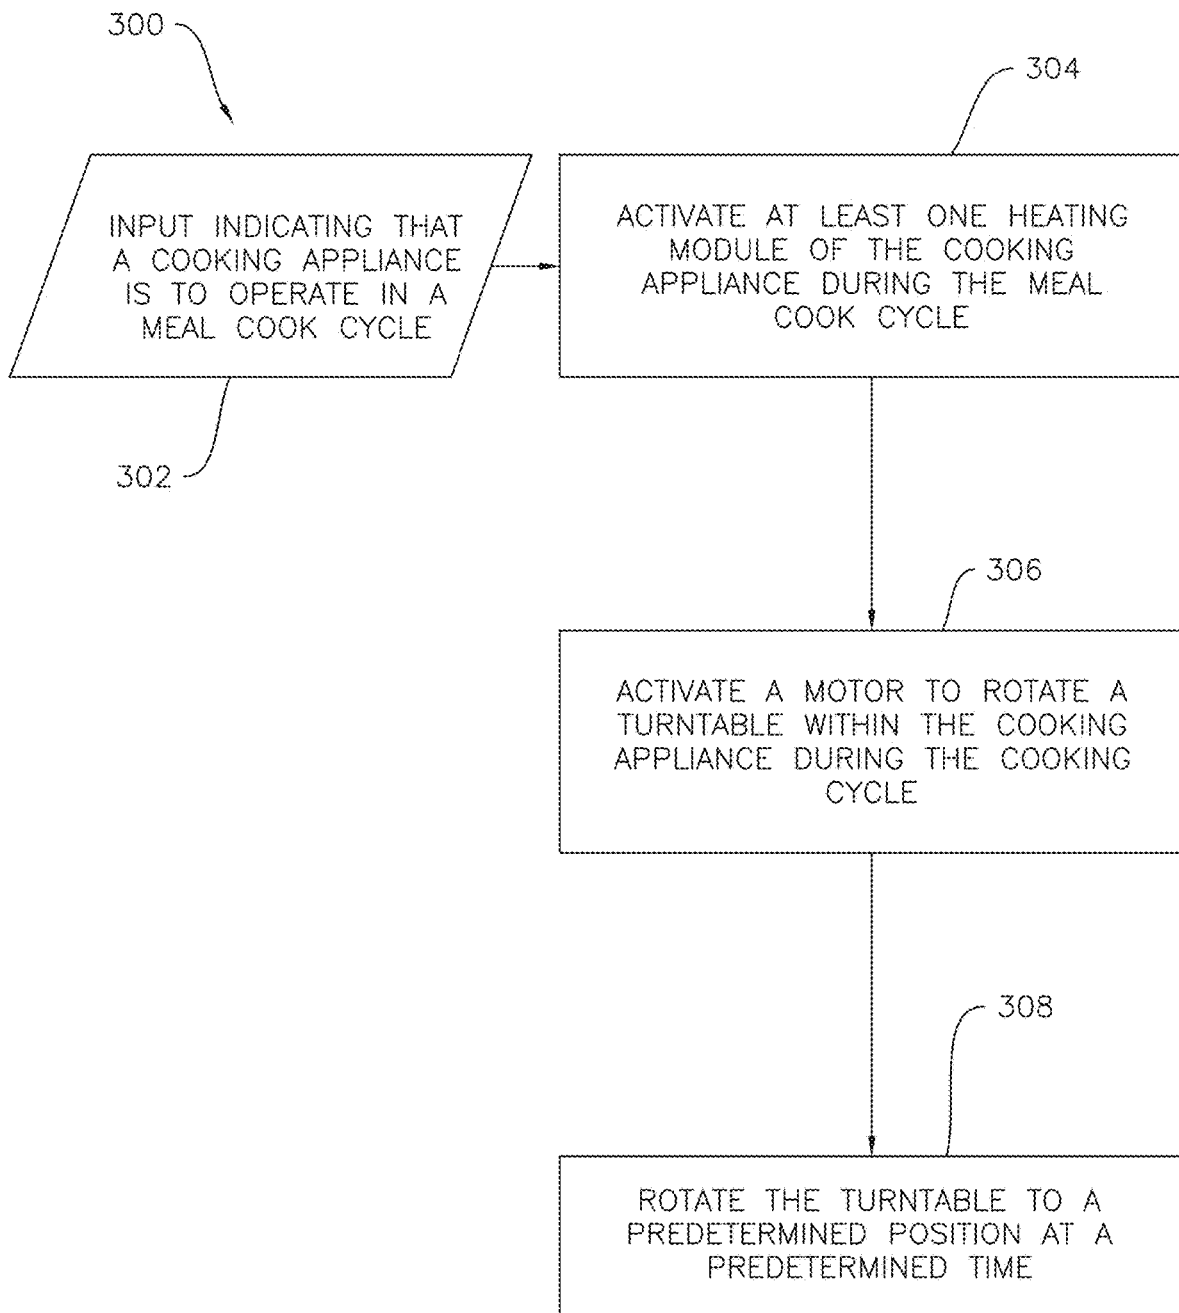 300
304
INPUT INDICATING THAT
A COOKING APPLIANCE
IS TO OPERATE IN A
MEAL COOK CYCLE
ACTIVATE AT LEAST ONE HEATING
MODULE OF THE COOKING
APPLIANCE DURING THE MEAL
COOK CYCLE
302
306
ACTIVATE A MOTOR TO ROTATE A
TURNTABLE WITHIN THE COOKING
APPLIANCE DURING THE COOKING
CYCLE
308
ROTATE THE TURNTABLE TO A
PREDETERMINED POSITION AT A
PREDETERMINED TIME